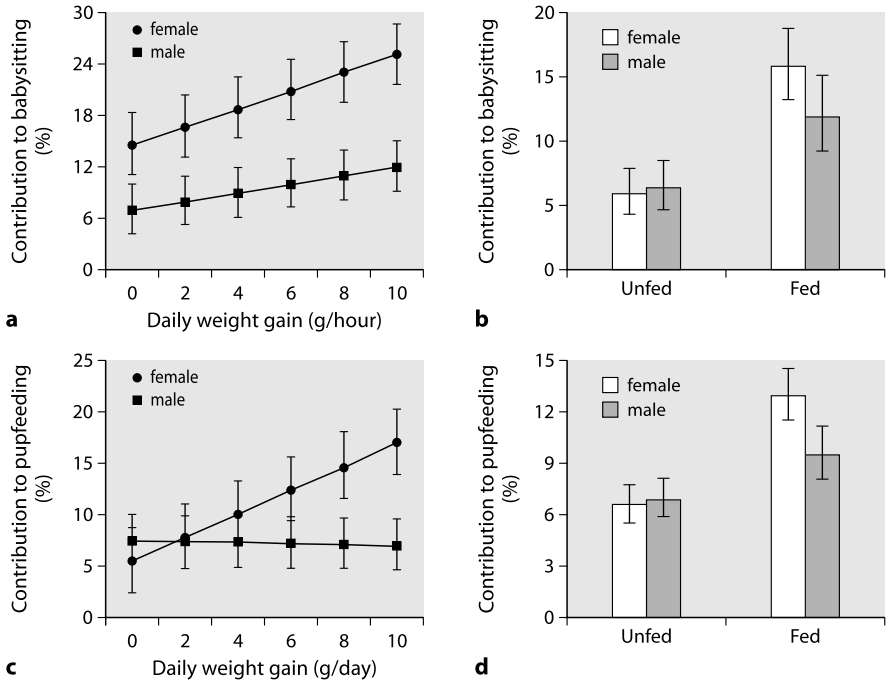 Contribution to babysitting
(%)
30
24
18
12
6
0
female
male
0 2 4 6 8 10
Daily weight gain (g/hour)
a
Contribution to babysitting
(%)
20
15
10
5
0
female
male
Unfed Fed
b
Contribution to pupfeeding
(%)
25
20
15
10
5
0
female
male
0 2 4 6 8 10
Daily weight gain (g/day)
c
Contribution to pupfeeding
(%)
15
12
9
6
3
0
female
male
Unfed Fed
d